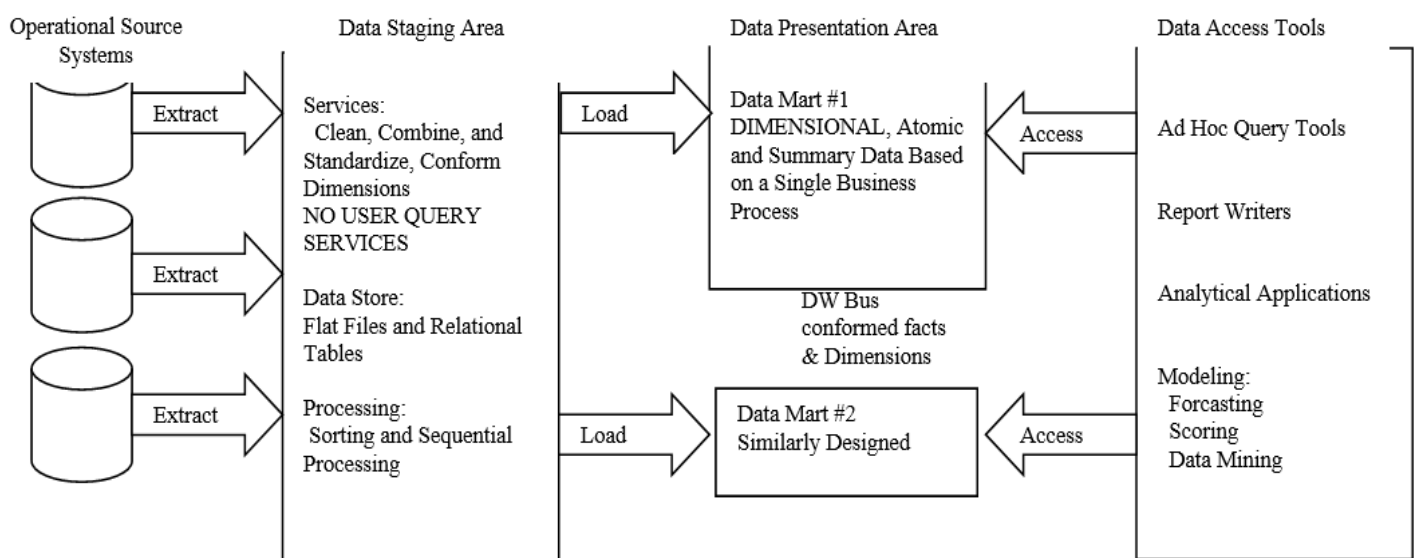 Operational Source
Systems
Extract
Extract
Extract
Data Staging Area
Services:
Clean, Combine, and
Standardize, Conform
Dimensions
NO USER QUERY
SERVICES
Data Store:
Flat Files and Relational
Tables
Processing:
Sorting and Sequential
Processing
Load
Load
Data Presentation Area
Data Mart #1
DIMENSIONAL, Atomic
and Summary Data Based
on a Single Business
Process
DW Bus
conformed facts
& Dimensions
Data Mart #2
Similarly Designed
Access
Access
Data Access Tools
Ad Hoc Query Tools
Report Writers
Analytical Applications
Modeling:
Forcasting
Scoring
Data Mining